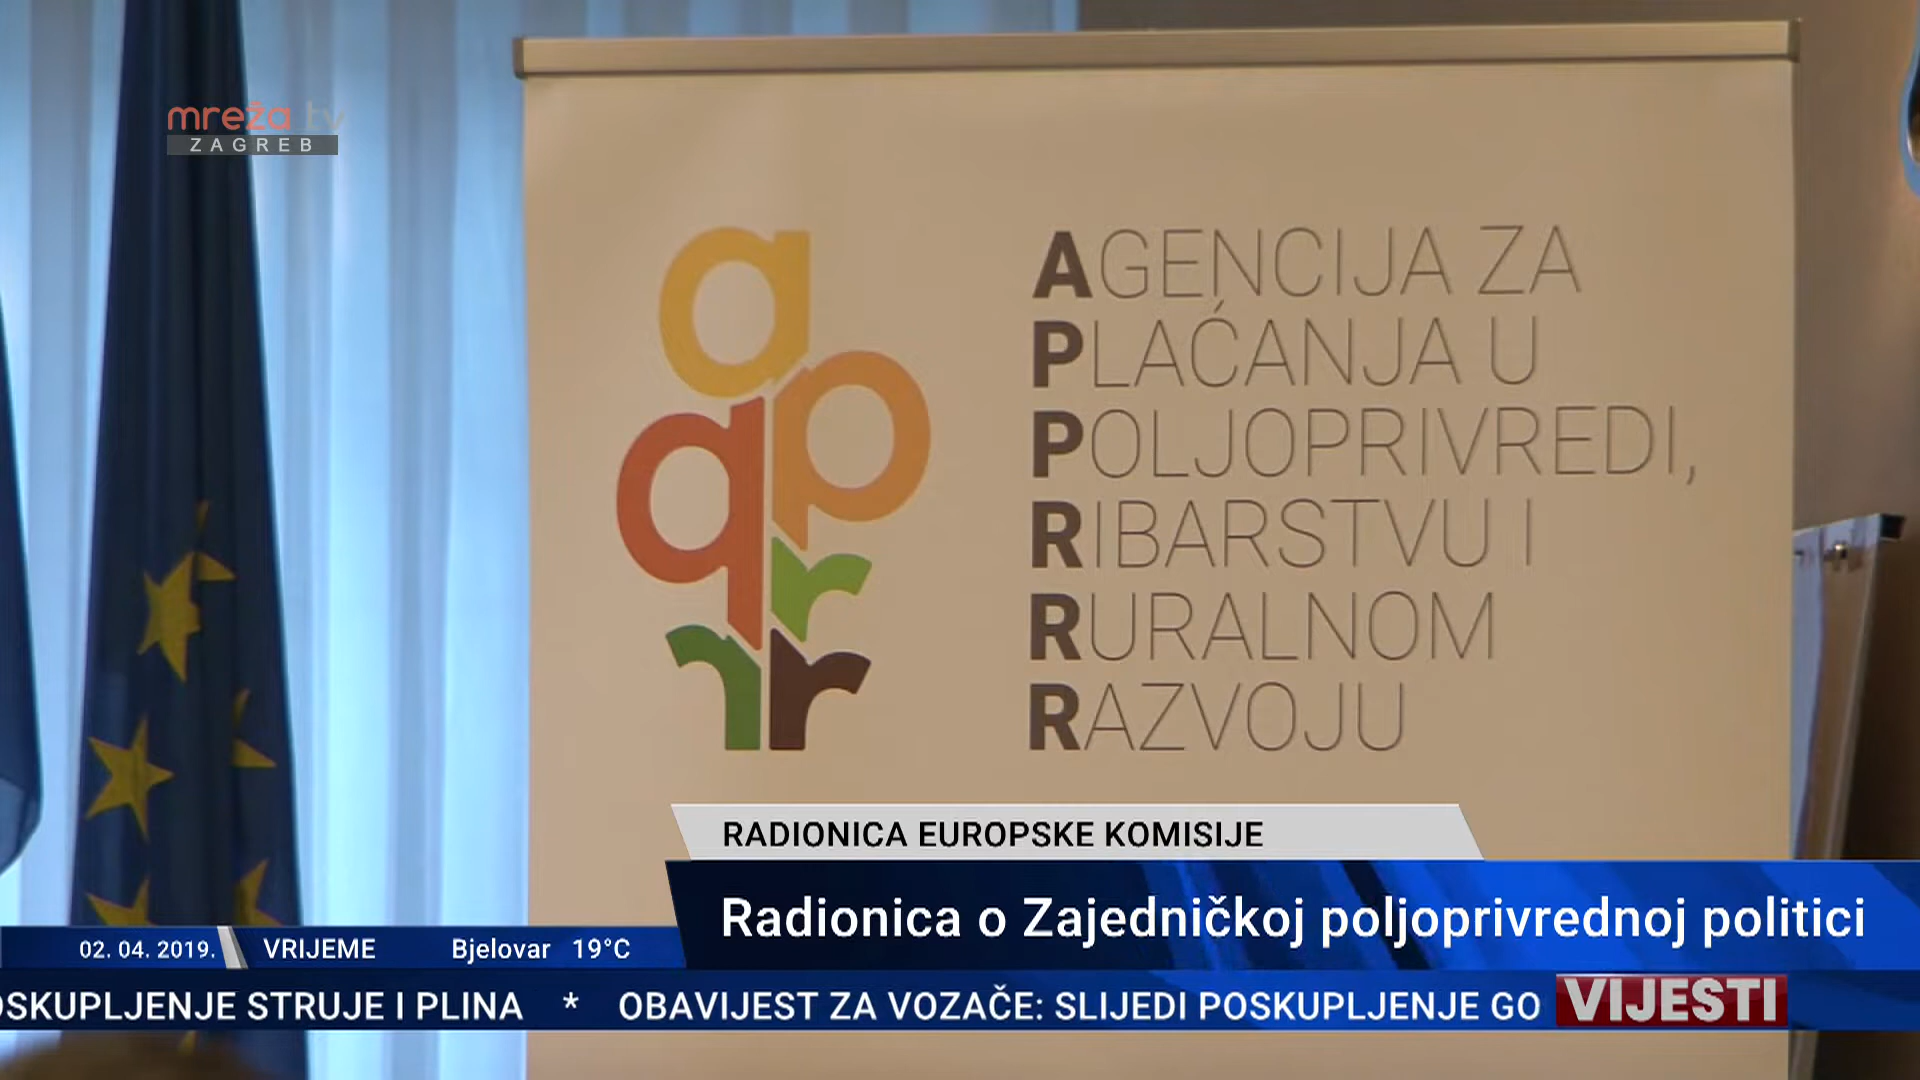 mreža tv
ZAGREB
a
p
q
r
r
r
AGENCIJA ZA
PLAĆANJA U
POLJOPRIVREDI,
RIBARSTVU I
RURALNOM
RAZVOJU
RADIONICA EUROPSKE KOMISIJE
Radionica o Zajedničkoj poljoprivrednoj politici
02. 04. 2019. VRIJEME Bjelovar 19°C
OSKUPLJENJE STRUJE I PLINA * OBAVIJEST ZA VOZAČE: SLIJEDI POSKUPLJENJE GO VIJESTI